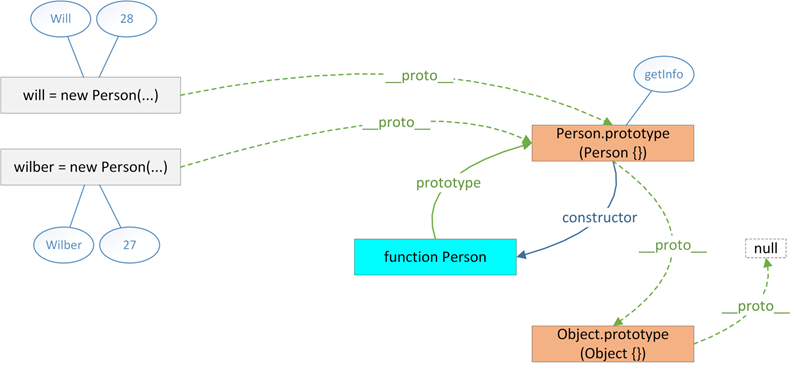 Will
28
getInfo
will = new Person(...)
__proto__
__proto__
Person.prototype
(Person {})
wilber = new Person(...)
prototype
constructor
Wilber
27
function Person
__proto__
null
__proto__
Object.prototype
(Object {})